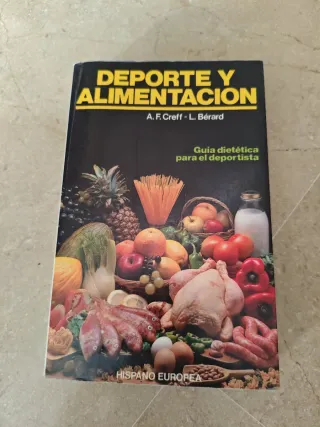 DEPORTE Y
ALIMENTACION
A. F. Creff - L. Bérard
Guía dietética
para el deportista
HISPANO EUROPEA